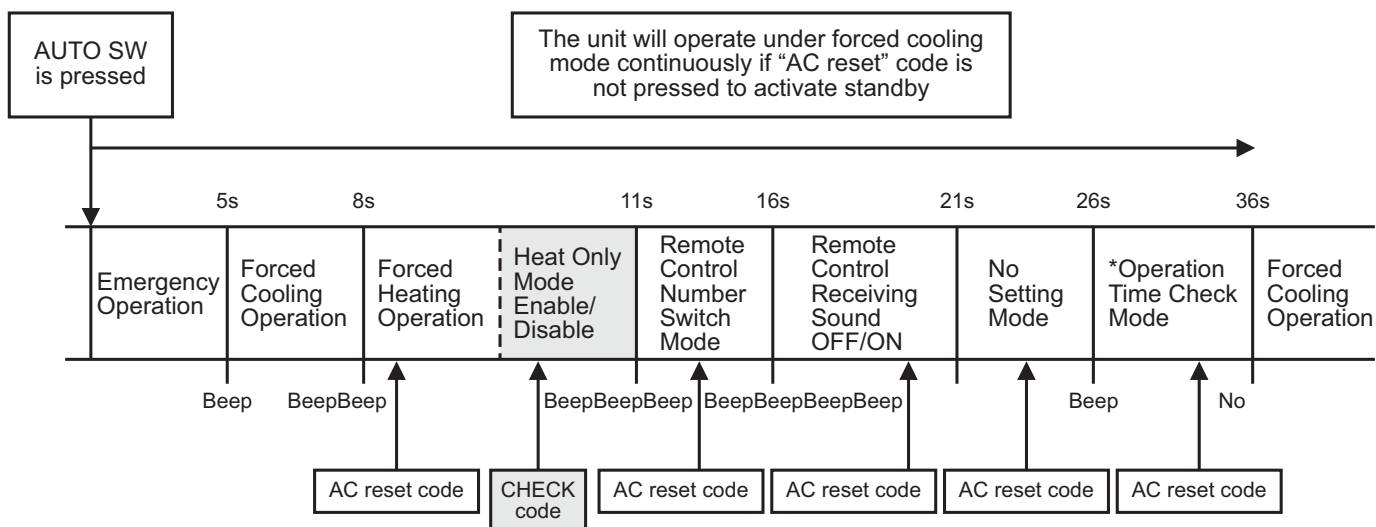 AUTO SW
is pressed
The unit will operate under forced cooling
mode continuously if “AC reset” code is
not pressed to activate standby
5s
8s
11s
16s
21s
26s
36s
Emergency
Operation
Forced
Cooling
Operation
Forced
Heating
Operation
Heat Only
Mode
Enable/
Disable
Remote
Control
Number
Switch
Mode
Remote
Control
Receiving
Sound
OFF/ON
No
Setting
Mode
*Operation
Time Check
Mode
Forced
Cooling
Operation
Beep
BeepBeep
BeepBeepBeep
BeepBeepBeepBeep
Beep
No
AC reset code
CHECK
code
AC reset code
AC reset code
AC reset code
AC reset code